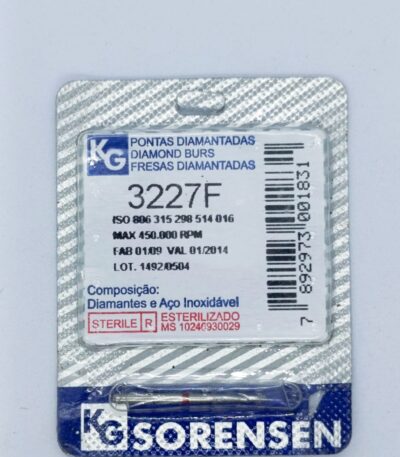 KG PONTAS DIAMANTADAS
DIAMOND BURS
FRESAS DIAMANTADAS
3227F
ISO 806 315 298 514 016
MAX 450.000 RPM
FAB 01/09 VAL 01/2014
LOT. 1492/0504
Composição:
Diamantes e Aço Inoxidável
STERILE R ESTERILIZADO
MS 10246930029
7 892973 001831
KG SORENSEN